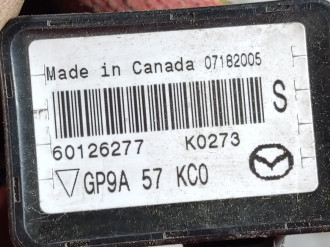 Made in Canada 07182005
S
60126277 K0273
GP9A 57 KC0